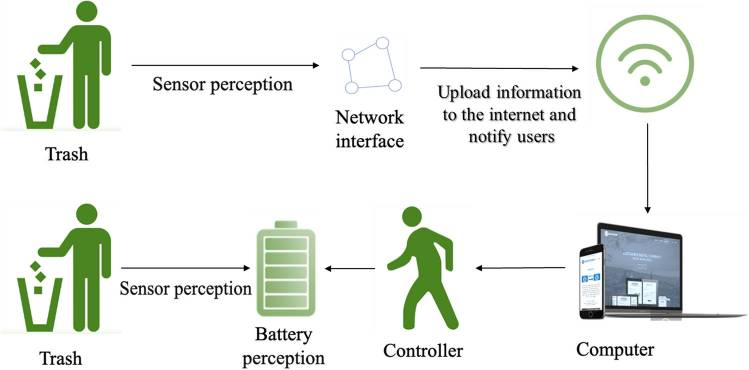 Sensor perception
Network
interface
Upload information
to the internet and
notify users
Trash
Sensor perception
Battery
perception
Controller
Computer
Trash